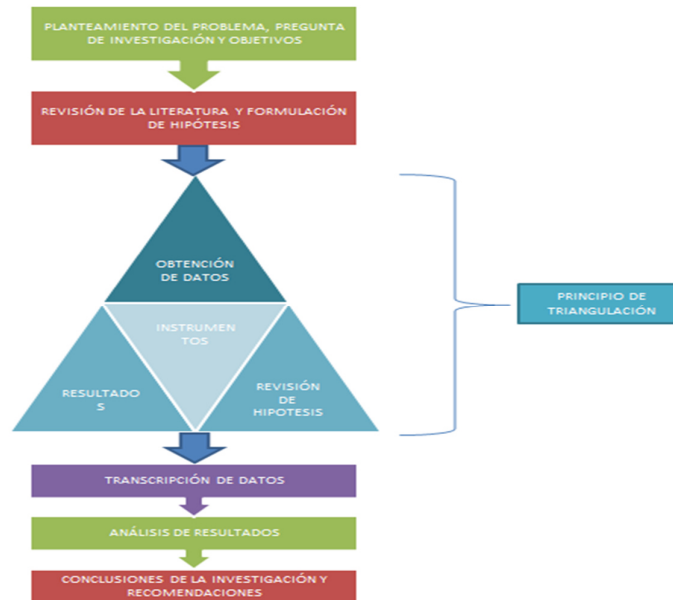 PLANTEAMIENTO DEL PROBLEMA, PREGUNTA
DE INVESTIGACIÓN Y OBJETIVOS
REVISIÓN DE LA LITERATURA Y FORMULACIÓN
DE HIPÓTESIS
OBTENCIÓN
DE DATOS
PRINCIPIO DE
TRIANGULACIÓN
INSTRUMEN
TOS
RESULTADO
S
REVISIÓN
DE
HIPOTESIS
TRANSCRIPCIÓN DE DATOS
ANÁLISIS DE RESULTADOS
CONCLUSIONES DE LA INVESTIGACIÓN Y
RECOMENDACIONES